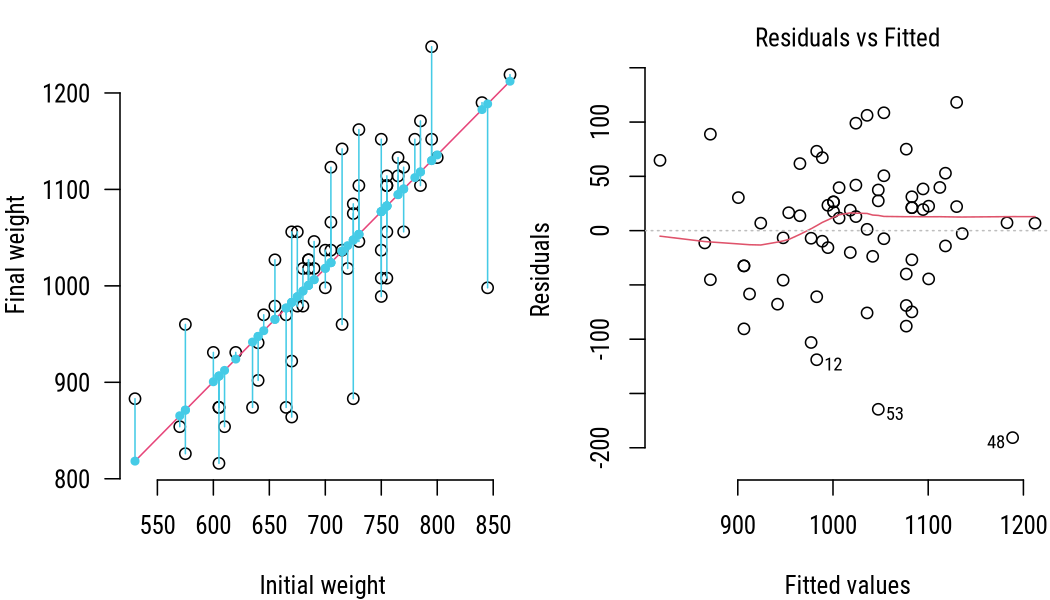 1200
1100
1000
900
800
Final weight
550 600 650 700 750 800 850
Initial weight
Residuals vs Fitted
100
50
0
-100
-200
Residuals
12
53
48
900 1000 1100 1200
Fitted values